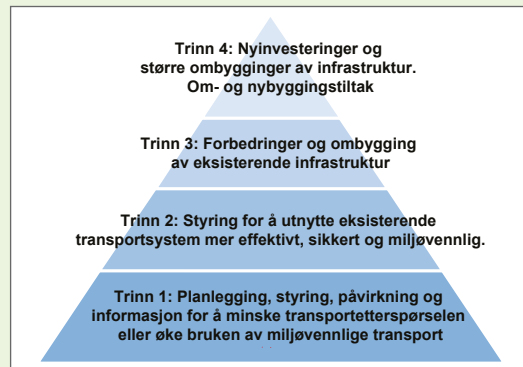 Trinn 4: Nyinvesteringer og
større ombygginger av infrastruktur.
Om- og nybyggingstiltak
Trinn 3: Forbedringer og ombygging
av eksisterende infrastruktur
Trinn 2: Styring for å utnytte eksisterende
transportsystem mer effektivt, sikkert og miljøvennlig.
Trinn 1: Planlegging, styring, påvirkning og
informasjon for å minske transportetterspørselen
eller øke bruken av miljøvennlige transport